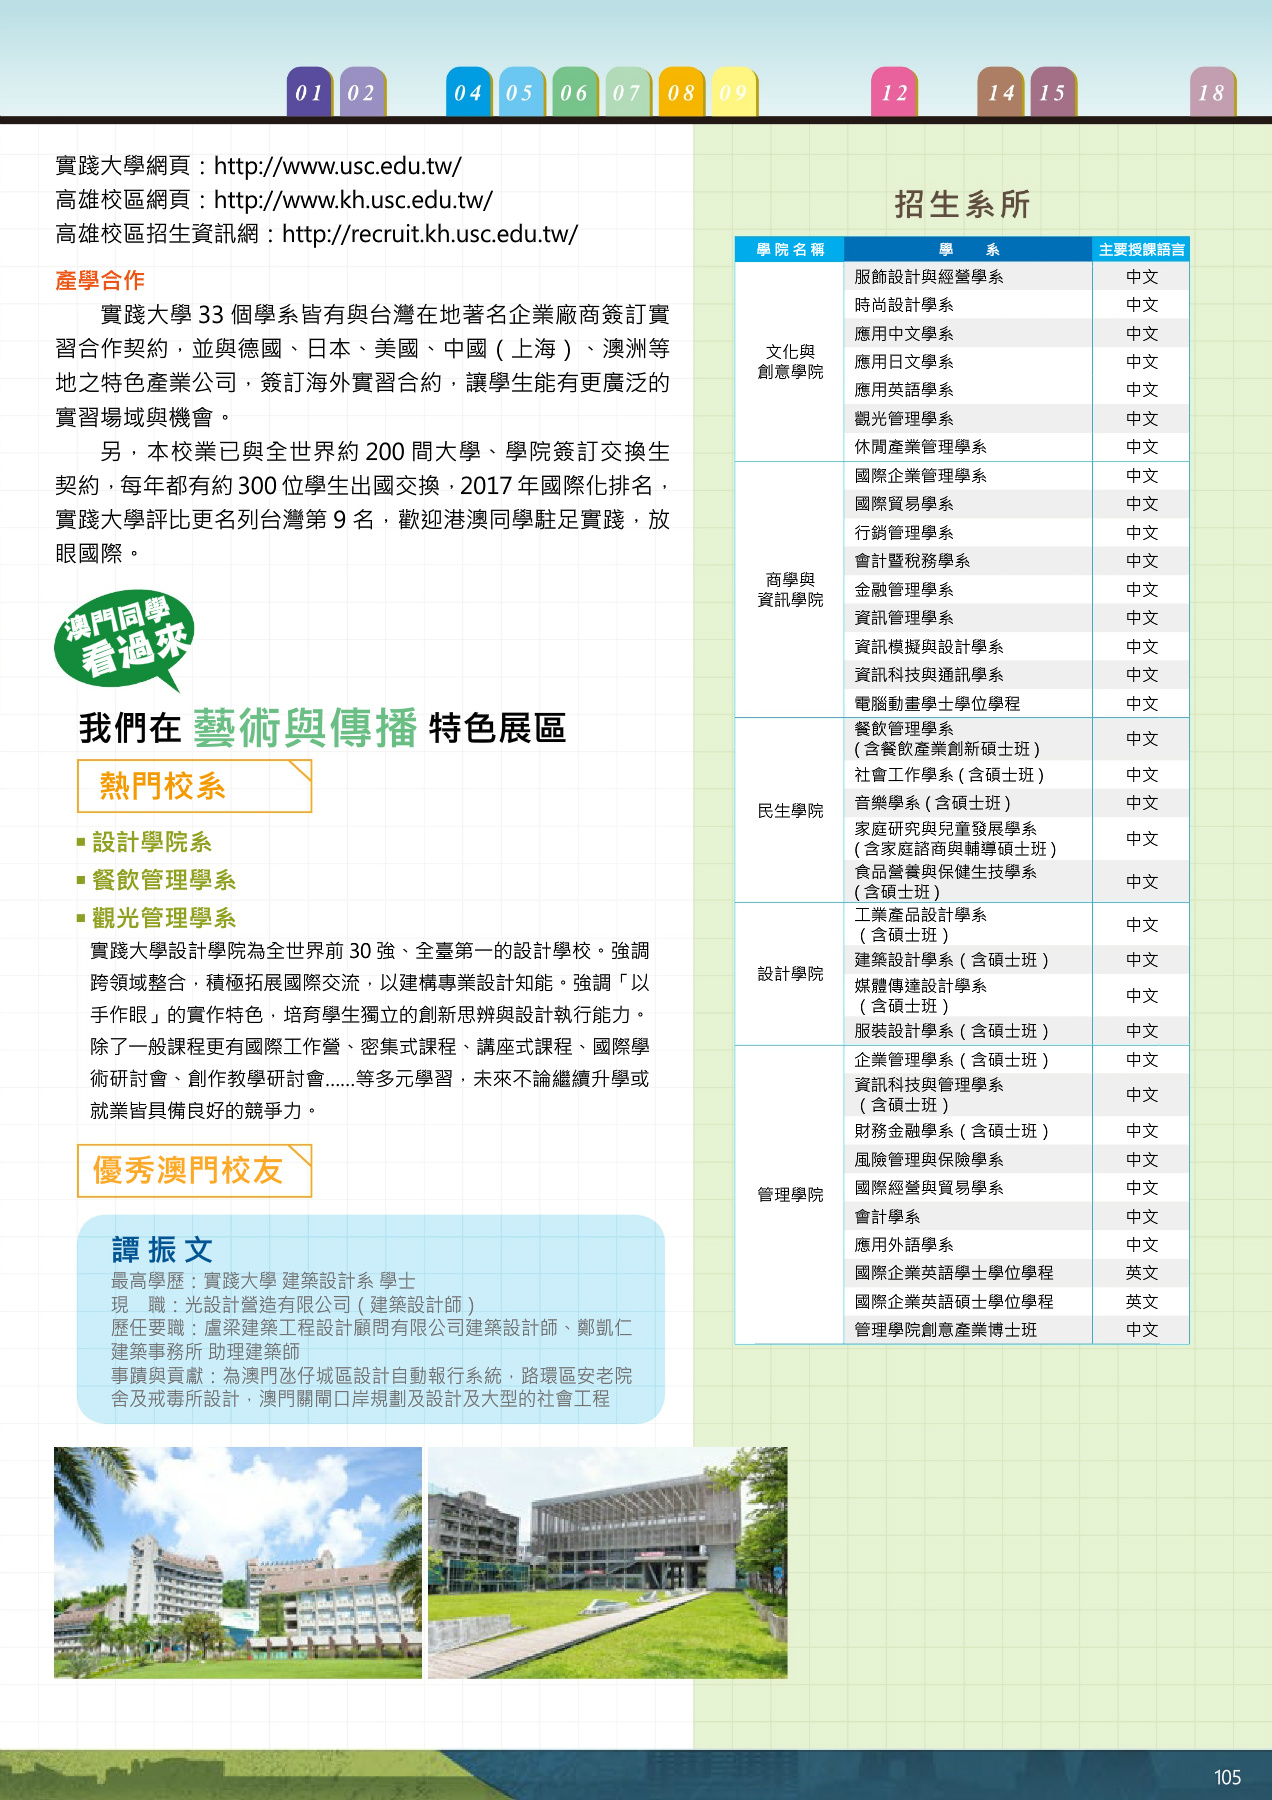 01 02 04 05 06 07 08 09 12 14 15 18
實踐大學網頁：http://www.usc.edu.tw/
高雄校區網頁：http://www.kh.usc.edu.tw/
高雄校區招生資訊網：http://recruit.kh.usc.edu.tw/
產學合作
實踐大學 33 個學系皆有與台灣在地著名企業廠商簽訂實
習合作契約，並與德國、日本、美國、中國（上海）、澳洲等
地之特色產業公司，簽訂海外實習合約，讓學生能有更廣泛的
實習場域與機會。
另，本校業已與全世界約 200 間大學、學院簽訂交換生
契約，每年都有約 300 位學生出國交換，2017 年國際化排名，
實踐大學評比更名列台灣第 9 名，歡迎港澳同學駐足實踐，放
眼國際。
澳門同學
看過來
我們在 藝術與傳播 特色展區
熱門校系
▪ 設計學院系
▪ 餐飲管理學系
▪ 觀光管理學系
實踐大學設計學院為全世界前 30 強、全臺第一的設計學校。強調
跨領域整合，積極拓展國際交流，以建構專業設計知能。強調「以
手作眼」的實作特色，培育學生獨立的創新思辨與設計執行能力。
除了一般課程更有國際工作營、密集式課程、講座式課程、國際學
術研討會、創作教學研討會......等多元學習，未來不論繼續升學或
就業皆具備良好的競爭力。
優秀澳門校友
譚振文
最高學歷：實踐大學 建築設計系 學士
現　職：光設計營造有限公司（建築設計師）
歷任要職：盧梁建築工程設計顧問有限公司建築設計師、鄭凱仁
建築事務所 助理建築師
事蹟與貢獻：為澳門氹仔城區設計自動報行系統，路環區安老院
舍及戒毒所設計，澳門關閘口岸規劃及設計及大型的社會工程
招生系所
學院名稱 學　系 主要授課語言
文化與
創意學院
服飾設計與經營學系 中文
時尚設計學系 中文
應用中文學系 中文
應用日文學系 中文
應用英語學系 中文
觀光管理學系 中文
休閒產業管理學系 中文
商學與
資訊學院
國際企業管理學系 中文
國際貿易學系 中文
行銷管理學系 中文
會計暨稅務學系 中文
金融管理學系 中文
資訊管理學系 中文
資訊模擬與設計學系 中文
資訊科技與通訊學系 中文
電腦動畫學士學位學程 中文
民生學院
餐飲管理學系
(含餐飲產業創新碩士班) 中文
社會工作學系(含碩士班) 中文
音樂學系(含碩士班) 中文
家庭研究與兒童發展學系
(含家庭諮商與輔導碩士班) 中文
食品營養與保健生技學系
(含碩士班) 中文
設計學院
工業產品設計學系
（含碩士班） 中文
建築設計學系（含碩士班） 中文
媒體傳達設計學系
（含碩士班） 中文
服裝設計學系（含碩士班） 中文
管理學院
企業管理學系（含碩士班） 中文
資訊科技與管理學系
（含碩士班） 中文
財務金融學系（含碩士班） 中文
風險管理與保險學系 中文
國際經營與貿易學系 中文
會計學系 中文
應用外語學系 中文
國際企業英語學士學位學程 英文
國際企業英語碩士學位學程 英文
管理學院創意產業博士班 中文
105